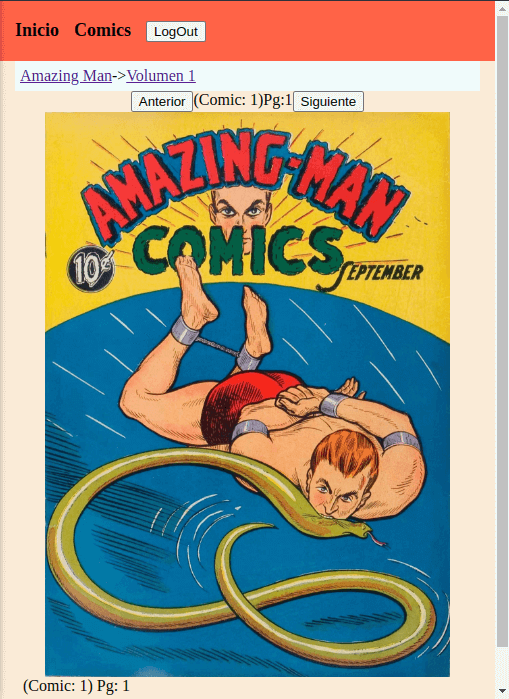 Inicio Comics LogOut
Amazing Man->Volumen 1
Anterior (Comic: 1)Pg:1 Siguiente
AMAZING-MAN
COMICS
10¢
SEPTEMBER
(Comic: 1) Pg: 1